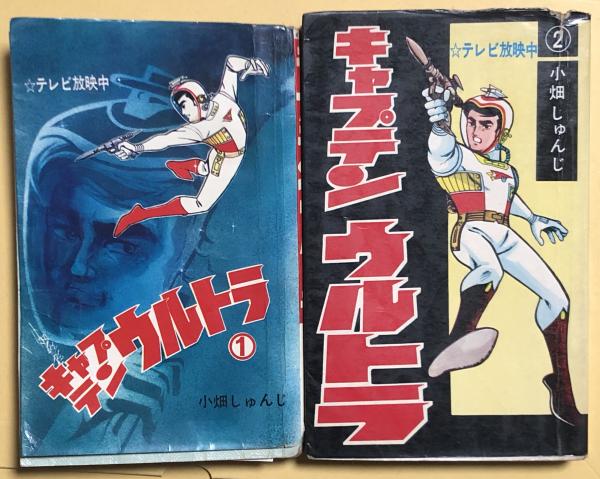 ☆テレビ放映中
キャプテン
ウルトラ
①
小畑しゅんじ
☆テレビ放映中
②
小畑しゅんじ
キャプテン
ウルトラ